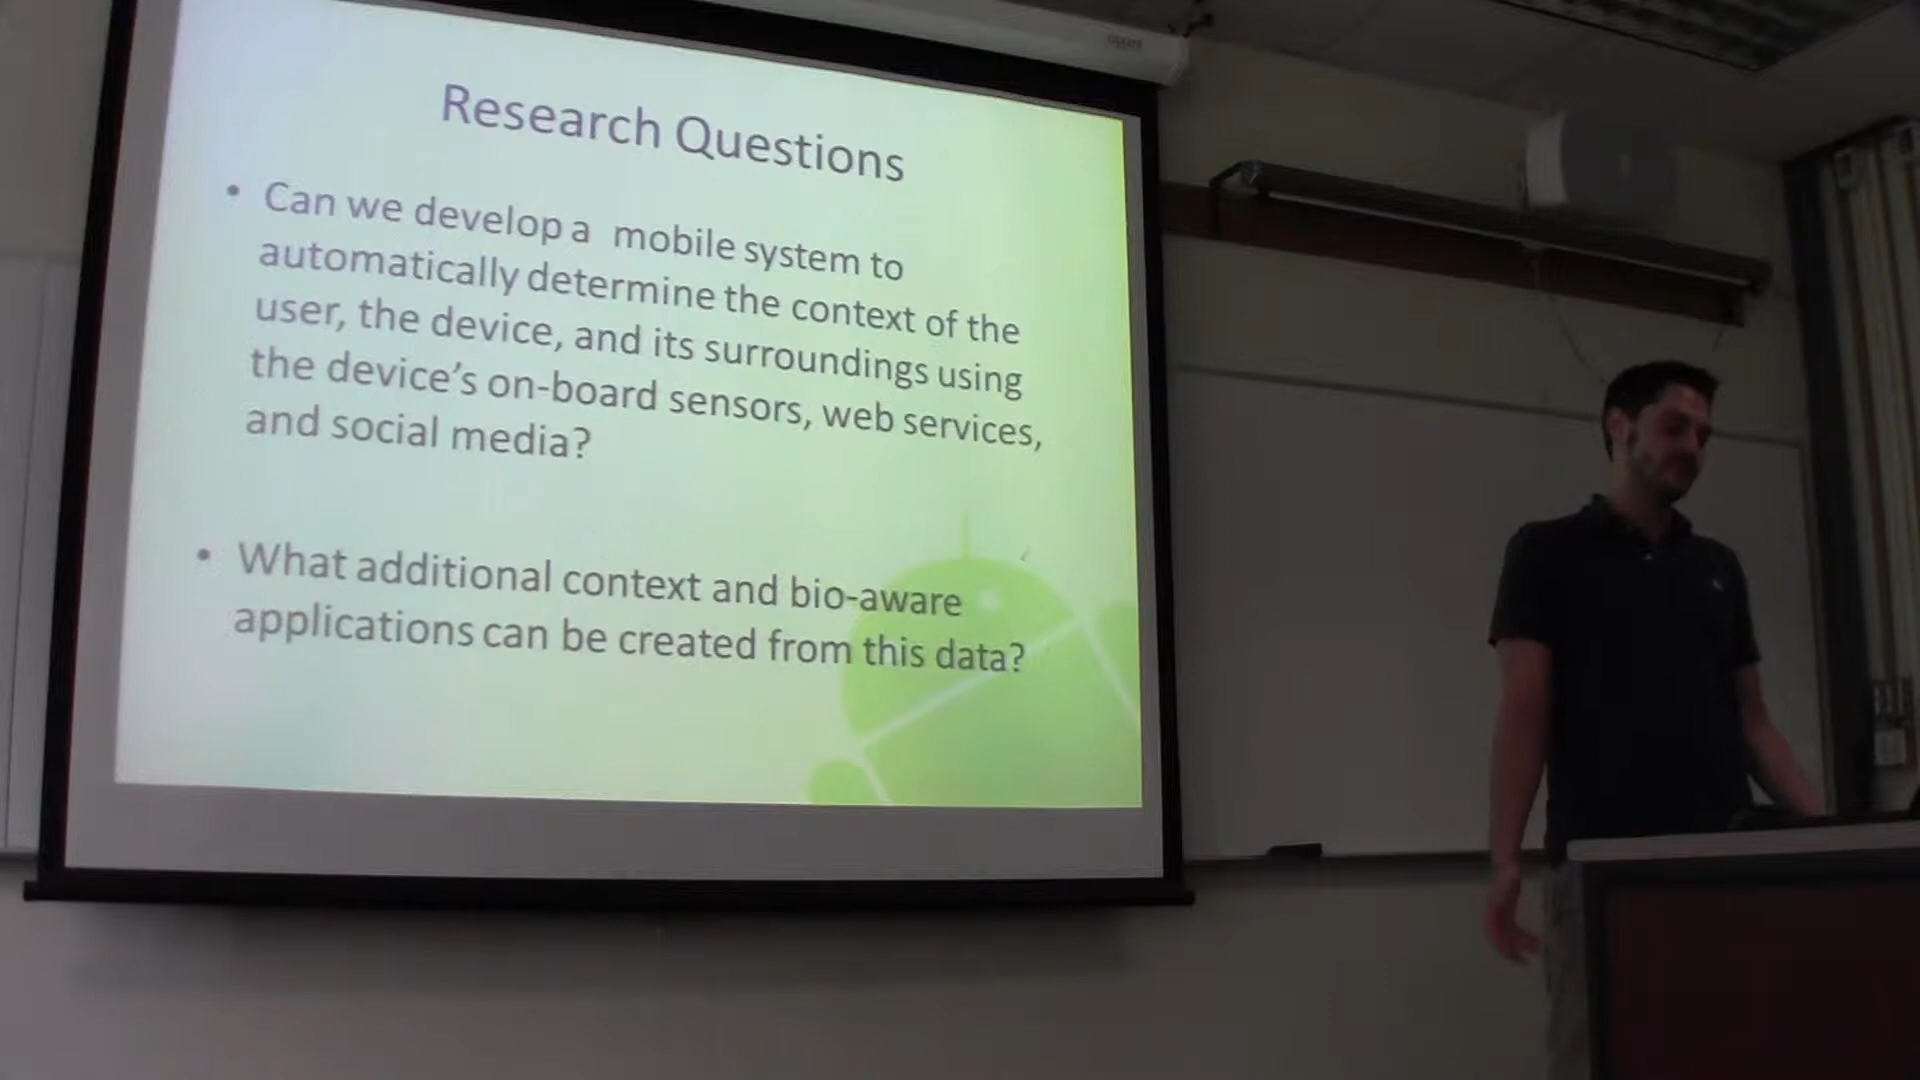 Research Questions
• Can we develop a mobile system to
automatically determine the context of the
user, the device, and its surroundings using
the device's on-board sensors, web services,
and social media?
• What additional context and bio-aware
applications can be created from this data?